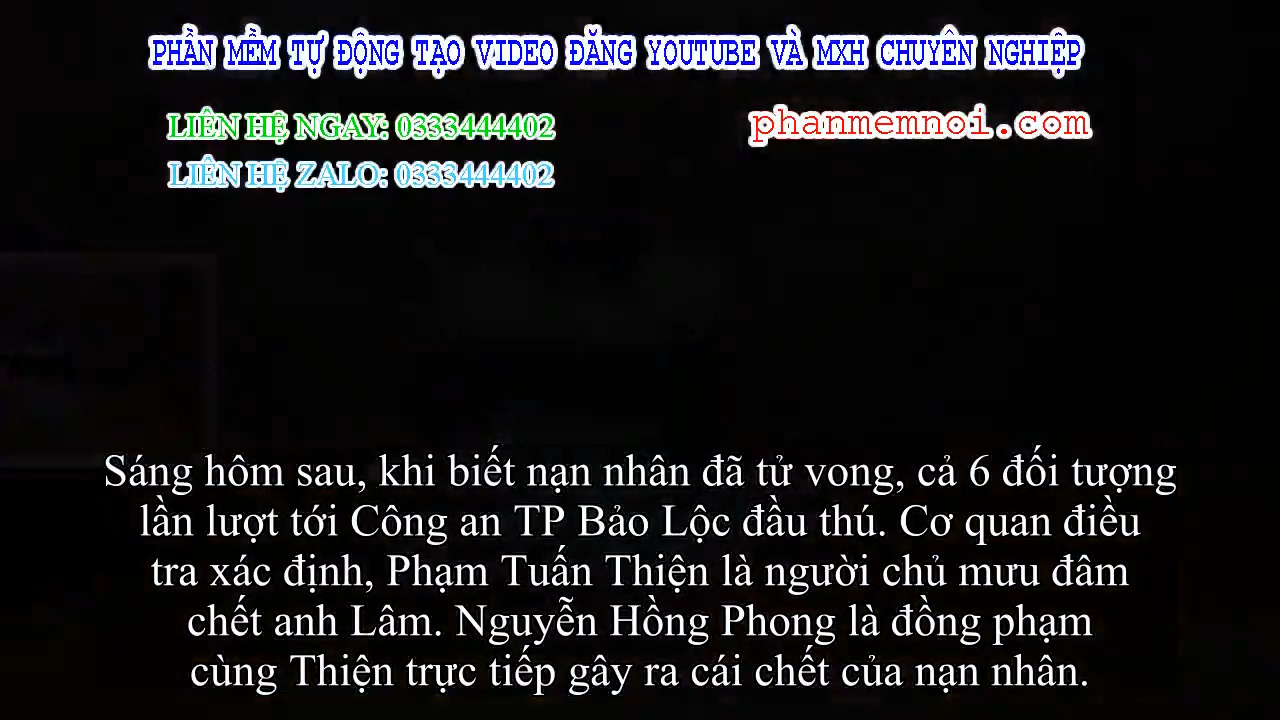 PHẦN MỀM TỰ ĐỘNG TẠO VIDEO ĐĂNG YOUTUBE VÀ MXH CHUYÊN NGHIỆP
LIÊN HỆ NGAY: 0333444402
phanmemnoi.com
LIÊN HỆ ZALO: 0333444402
Sáng hôm sau, khi biết nạn nhân đã tử vong, cả 6 đối tượng
lần lượt tới Công an TP Bảo Lộc đầu thú. Cơ quan điều
tra xác định, Phạm Tuấn Thiện là người chủ mưu đâm
chết anh Lâm. Nguyễn Hồng Phong là đồng phạm
cùng Thiện trực tiếp gây ra cái chết của nạn nhân.